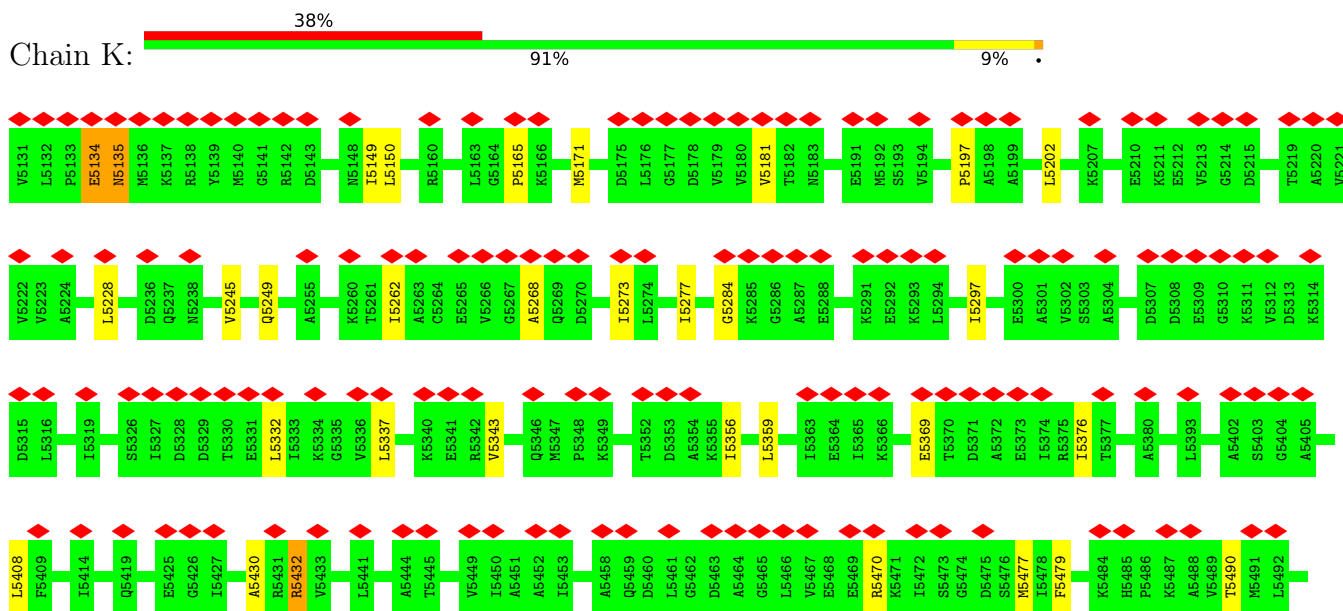 38%
Chain K:
91%
9%
•
V5131 L5132 P5133 E5134 N5135 M5136 K5137 R5138 Y5139 M5140 G5141 R5142 D5143 N5148 I5149 L5150 R5160 L5163 G5164 P5165 K5166 M5171 D5175 L5176 G5177 D5178 V5179 V5180 V5181 T5182 N5183 E5191 M5192 S5193 V5194 P5197 A5198 A5199 L5202 K5207 E5210 K5211 E5212 V5213 G5214 D5215 T5219 A5220 V5221
V5222 V5223 A5224 L5228 D5236 Q5237 N5238 V5245 Q5249 A5255 K5260 T5261 I5262 A5263 C5264 E5265 V5266 G5267 A5268 Q5269 D5270 I5273 L5274 I5277 G5284 K5285 G5286 A5287 E5288 K5291 E5292 K5293 L5294 I5297 E5300 A5301 V5302 S5303 A5304 D5307 D5308 E5309 G5310 K5311 V5312 D5313 K5314
D5315 L5316 I5319 S5326 I5327 D5328 D5329 T5330 E5331 L5332 I5333 K5334 G5335 V5336 L5337 K5340 E5341 R5342 V5343 Q5346 M5347 P5348 K5349 T5352 D5353 A5354 K5355 I5356 L5359 I5363 E5364 I5365 K5366 E5369 T5370 D5371 A5372 E5373 I5374 R5375 I5376 T5377 A5380 L5393 A5402 S5403 G5404 A5405
L5408 F5409 I5414 Q5419 E5425 G5426 I5427 A5430 R5431 R5432 V5433 L5441 A5444 T5445 V5449 I5450 A5451 A5452 I5453 A5458 Q5459 D5460 L5461 G5462 D5463 A5464 G5465 L5466 V5467 E5468 E5469 R5470 K5471 I5472 S5473 G5474 D5475 S5476 M5477 I5478 F5479 K5484 H5485 P5486 K5487 A5488 V5489 T5490 M5491 L5492